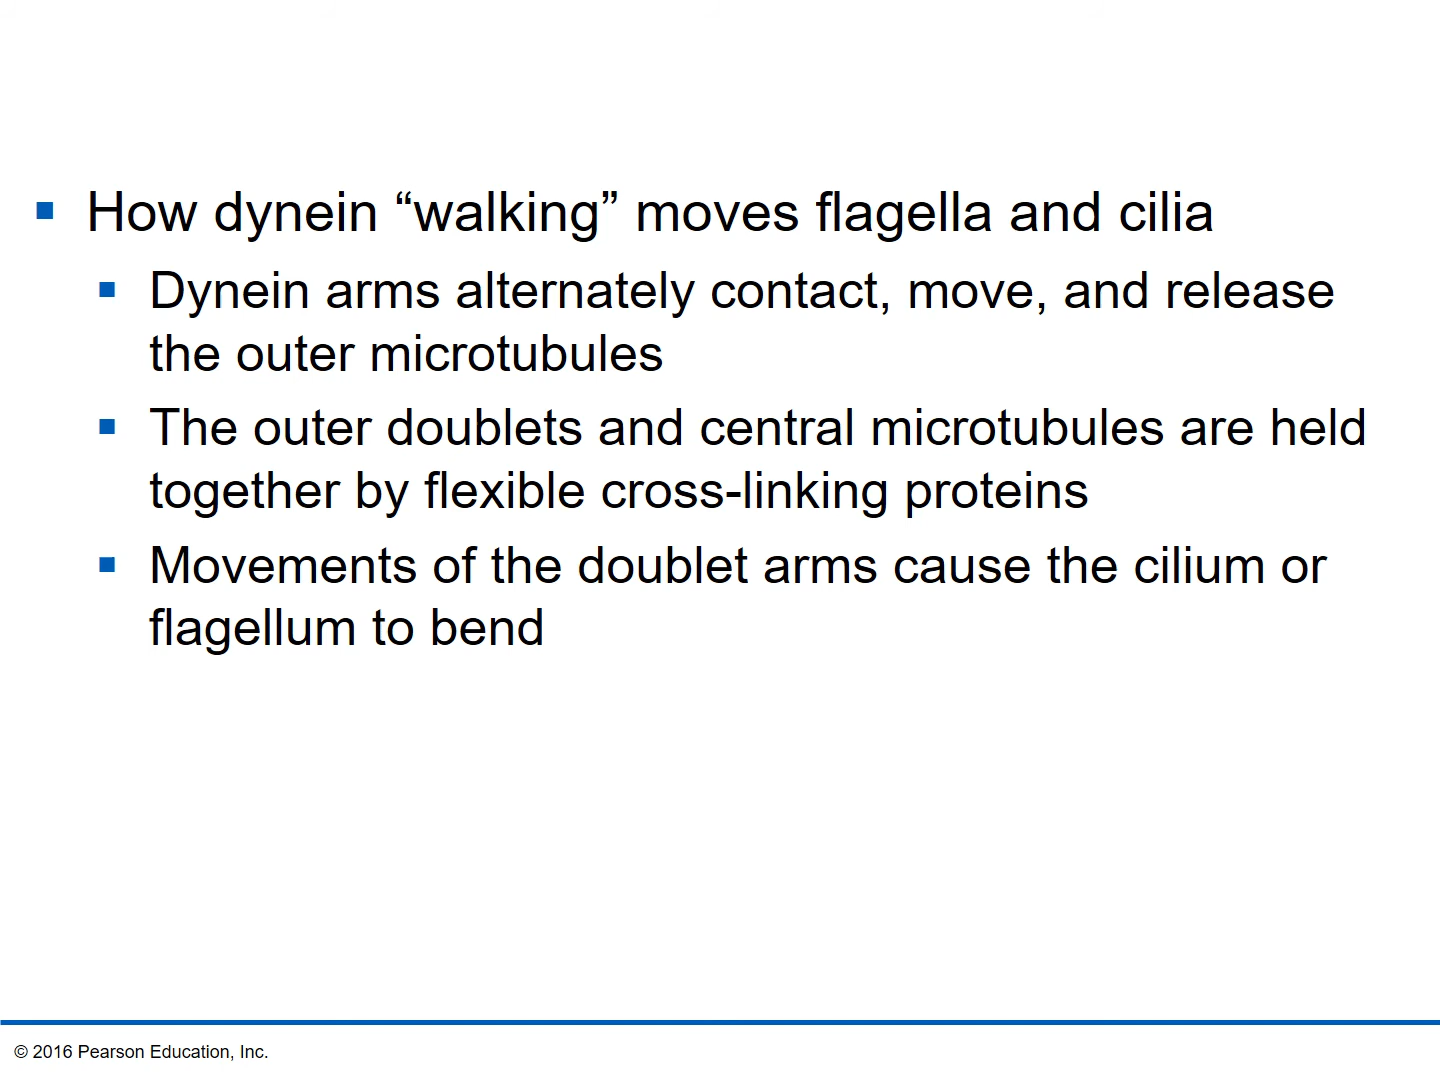 How dynein “walking” moves flagella and cilia
Dynein arms alternately contact, move, and release
the outer microtubules
The outer doublets and central microtubules are held
together by flexible cross-linking proteins
Movements of the doublet arms cause the cilium or
flagellum to bend
© 2016 Pearson Education, Inc.